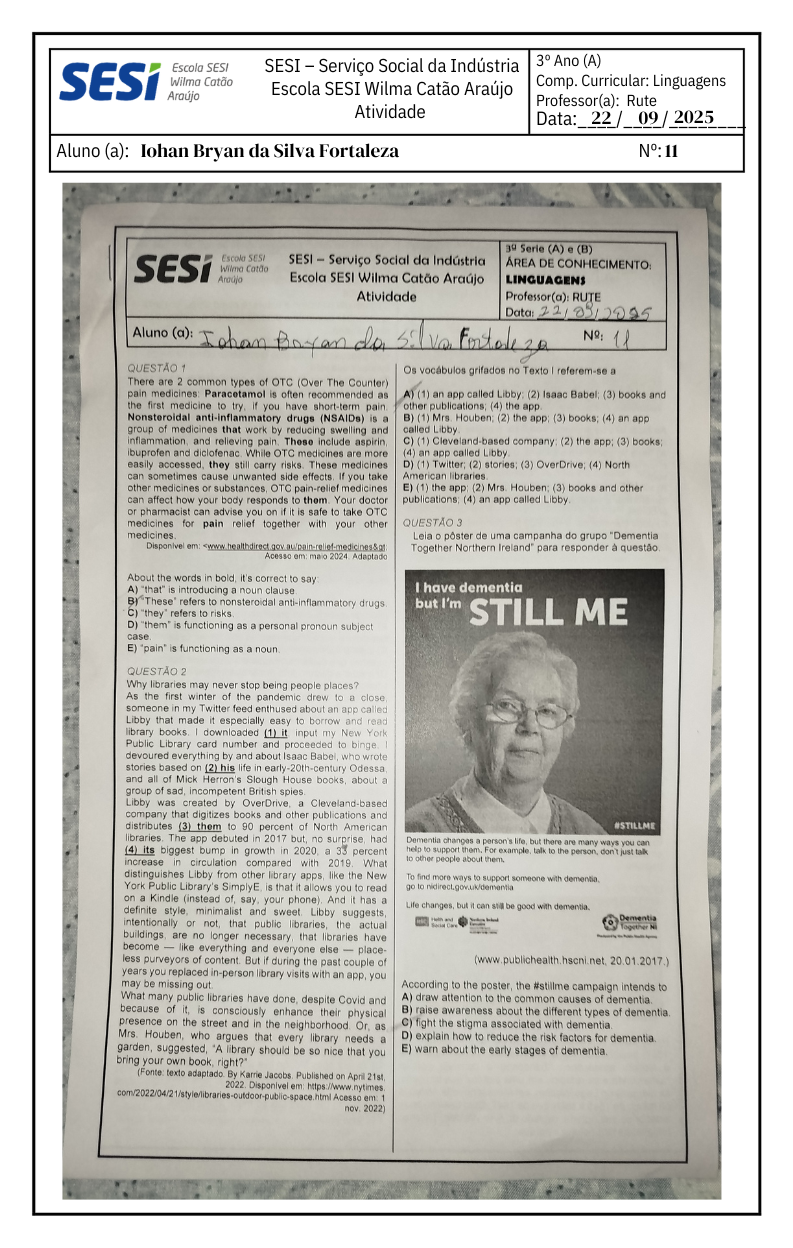 SESI
Escola SESI
Wilma Catão
Araújo
SESI – Serviço Social da Indústria
Escola SESI Wilma Catão Araújo
Atividade
3º Ano (A)
Comp. Curricular: Linguagens
Professor(a): Rute
Data: 22 / 09 / 2025
Aluno (a): Iohan Bryan da Silva Fortaleza
Nº: 11
SESI
Escola SESI
Wilma Catão
Araújo
SESI – Serviço Social da Indústria
Escola SESI Wilma Catão Araújo
Atividade
3º Serie (A) e (B)
ÁREA DE CONHECIMENTO:
LINGUAGENS
Professor(a): RUTE
Data: 22/09/2025
Aluno (a): Iohan Bryan da Silva Fortaleza
Nº: 11
QUESTÃO 1
There are 2 common types of OTC (Over The Counter)
pain medicines: Paracetamol is often recommended as
the first medicine to try, if you have short-term pain.
Nonsteroidal anti-inflammatory drugs (NSAIDs) is a
group of medicines that work by reducing swelling and
inflammation, and relieving pain. These include aspirin,
ibuprofen and diclofenac. While OTC medicines are more
easily accessed, they still carry risks. These medicines
can sometimes cause unwanted side effects. If you take
other medicines or substances, OTC pain-relief medicines
can affect how your body responds to them. Your doctor
or pharmacist can advise you on if it is safe to take OTC
medicines for pain relief together with your other
medicines.
Disponível em: <www.healthdirect.gov.au/pain-relief-medicines&gt;
Acesso em: maio 2024. Adaptado
About the words in bold, it's correct to say:
A) "that" is introducing a noun clause.
B) "These" refers to nonsteroidal anti-inflammatory drugs.
C) "they" refers to risks.
D) "them" is functioning as a personal pronoun subject
case.
E) "pain" is functioning as a noun.
QUESTÃO 2
Why libraries may never stop being people places?
As the first winter of the pandemic drew to a close,
someone in my Twitter feed enthused about an app called
Libby that made it especially easy to borrow and read
library books. I downloaded (1) it, input my New York
Public Library card number and proceeded to binge. I
devoured everything by and about Isaac Babel, who wrote
stories based on (2) his life in early-20th-century Odessa,
and all of Mick Herron's Slough House books, about a
group of sad, incompetent British spies.
Libby was created by OverDrive, a Cleveland-based
company that digitizes books and other publications and
distributes (3) them to 90 percent of North American
libraries. The app debuted in 2017 but, no surprise, had
(4) its biggest bump in growth in 2020, a 33 percent
increase in circulation compared with 2019. What
distinguishes Libby from other library apps, like the New
York Public Library's SimplyE, is that it allows you to read
on a Kindle (instead of, say, your phone). And it has a
definite style, minimalist and sweet. Libby suggests,
intentionally or not, that public libraries, the actual
buildings, are no longer necessary, that libraries have
become — like everything and everyone else — place-
less purveyors of content. But if during the past couple of
years you replaced in-person library visits with an app, you
may be missing out.
What many public libraries have done, despite Covid and
because of it, is consciously enhance their physical
presence on the street and in the neighborhood. Or, as
Mrs. Houben, who argues that every library needs a
garden, suggested, "A library should be so nice that you
bring your own book, right?"
(Fonte: texto adaptado. By Karrie Jacobs. Published on April 21st,
2022. Disponível em: https://www.nytimes.
com/2022/04/21/style/libraries-outdoor-public-space.html Acesso em: 1
nov. 2022)
Os vocábulos grifados no Texto I referem-se a
A) (1) an app called Libby; (2) Isaac Babel; (3) books and
other publications; (4) the app.
B) (1) Mrs. Houben; (2) the app; (3) books; (4) an app
called Libby.
C) (1) Cleveland-based company; (2) the app; (3) books;
(4) an app called Libby.
D) (1) Twitter; (2) stories; (3) OverDrive; (4) North
American libraries.
E) (1) the app; (2) Mrs. Houben; (3) books and other
publications; (4) an app called Libby.
QUESTÃO 3
Leia o pôster de uma campanha do grupo "Dementia
Together Northern Ireland" para responder à questão.
I have dementia
but I'm STILL ME
#STILLME
Dementia changes a person's life, but there are many ways you can
help to support them. For example, talk to the person, don't just talk
to other people about them.
To find more ways to support someone with dementia,
go to nidirect.gov.uk/dementia
Life changes, but it can still be good with dementia.
Health and
Social Care
Dementia
Together NI
(www.publichealth.hscni.net, 20.01.2017.)
According to the poster, the #stillme campaign intends to
A) draw attention to the common causes of dementia.
B) raise awareness about the different types of dementia.
C) fight the stigma associated with dementia.
D) explain how to reduce the risk factors for dementia.
E) warn about the early stages of dementia.